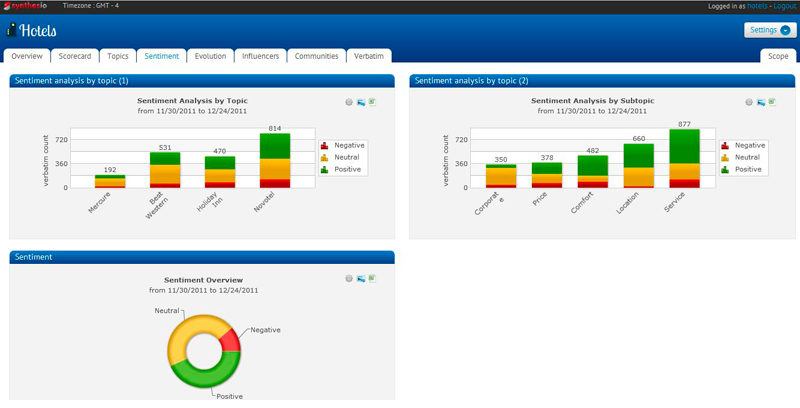 synthesio
Timezone : GMT - 4
Logged in as hotels - Logout
Hotels
Settings
Overview
Scorecard
Topics
Sentiment
Evolution
Influencers
Communities
Verbatim
Scope
Sentiment analysis by topic (1)
Sentiment Analysis by Topic
from 11/30/2011 to 12/24/2011
verbatim count
720
360
0
192
531
470
814
Mercure
Best
Western
Holiday
Inn
Novotel
Negative
Neutral
Positive
Sentiment analysis by topic (2)
Sentiment Analysis by Subtopic
from 11/30/2011 to 12/24/2011
verbatim count
720
360
0
350
378
482
660
877
Corporat
e
Price
Comfort
Location
Service
Negative
Neutral
Positive
Sentiment
Sentiment Overview
from 11/30/2011 to 12/24/2011
Neutral
Negative
Positive